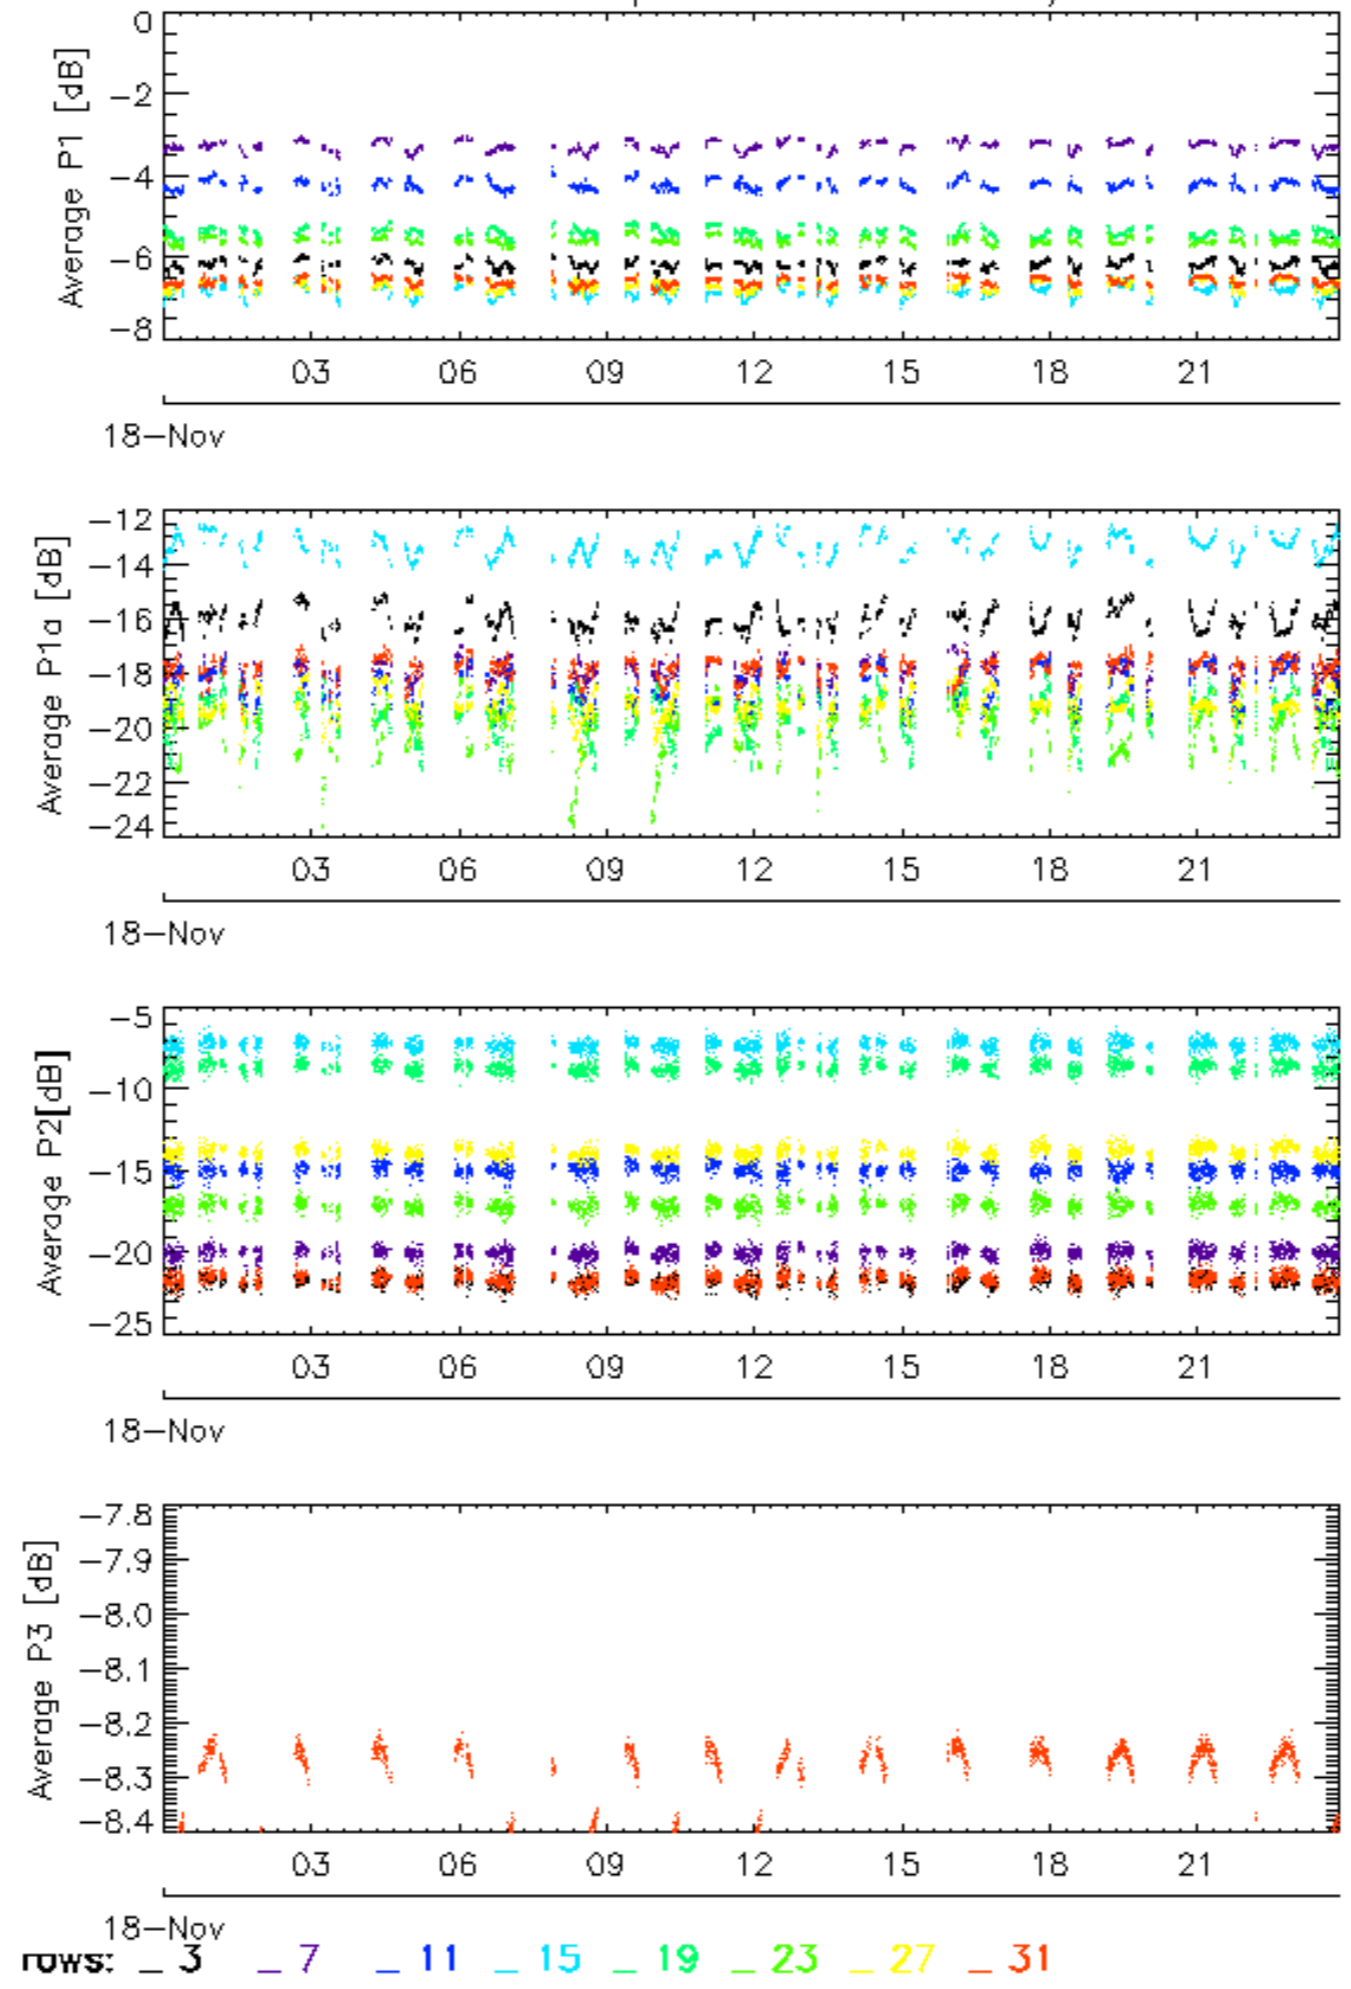 0
−2
−4
−6
−8
Average P1 [dB]
03 06 09 12 15 18 21
18−Nov
−12
−14
−16
−18
−20
−22
−24
Average P1a [dB]
03 06 09 12 15 18 21
18−Nov
−5
−10
−15
−20
−25
Average P2[dB]
03 06 09 12 15 18 21
18−Nov
−7.8
−7.9
−8.0
−8.1
−8.2
−8.3
−8.4
Average P3 [dB]
03 06 09 12 15 18 21
18−Nov
rows: _ 3 _ 7 _ 11 _ 15 _ 19 _ 23 _ 27 _ 31